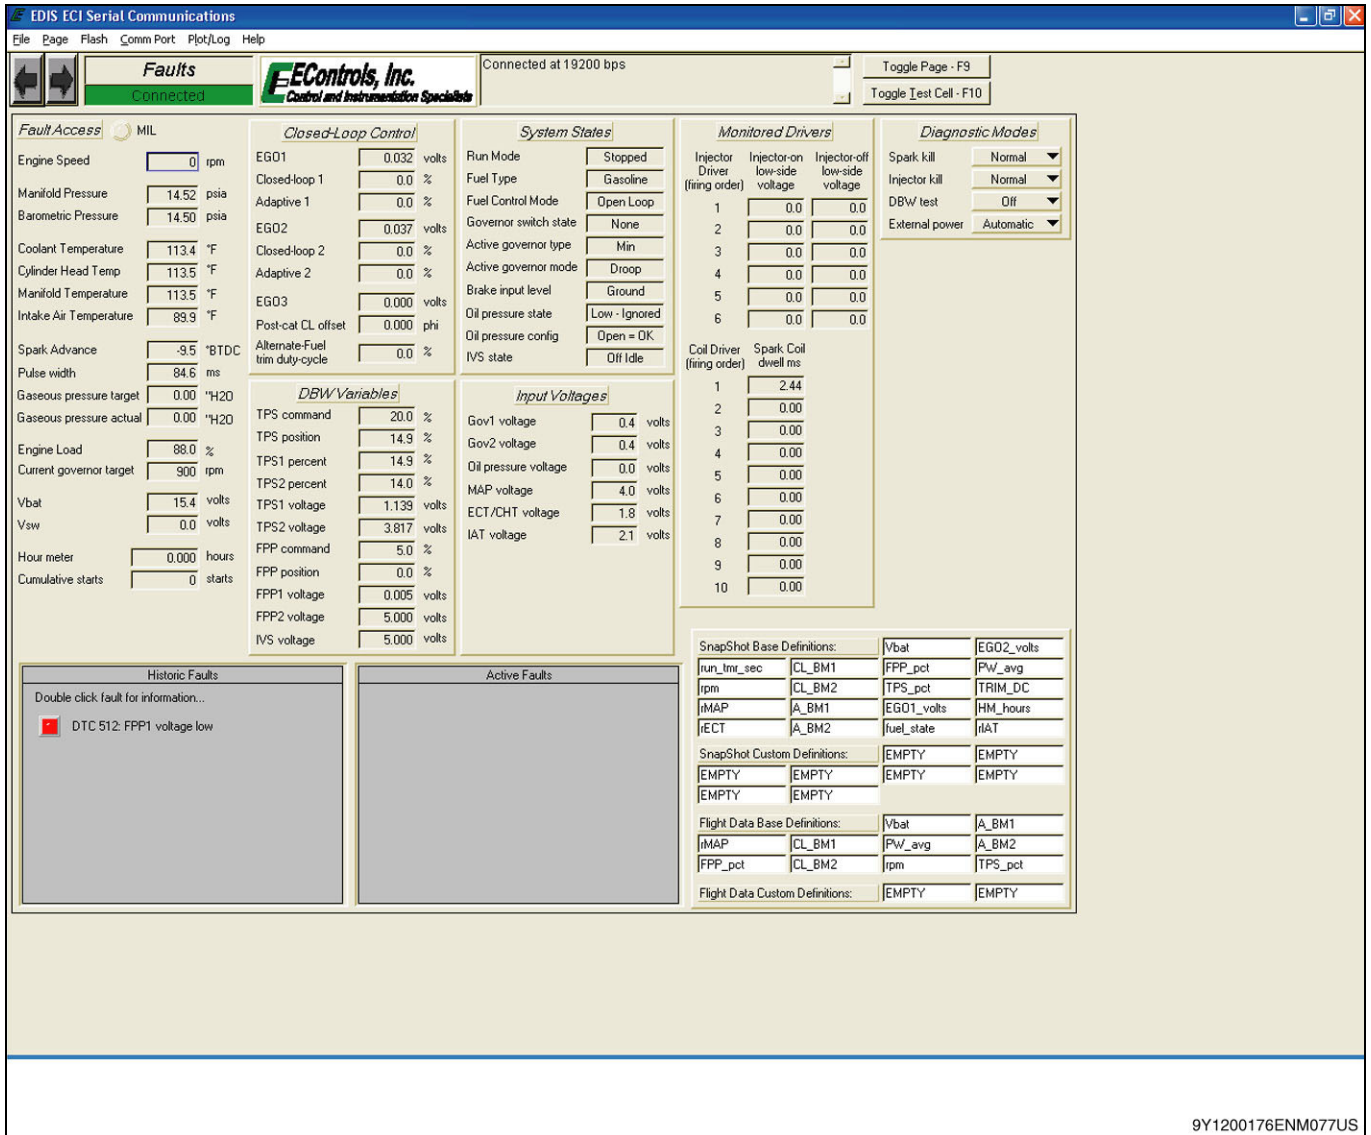 EDIS ECI Serial Communications
File Page Flash Comm Port Plot/Log Help
Faults
Connected
EControls, Inc.
Control and Instrumentation Specialists
Connected at 19200 bps
Toggle Page - F9
Toggle Test Cell - F10
Fault Access MIL
Engine Speed 0 rpm
Manifold Pressure 14.52 psia
Barometric Pressure 14.50 psia
Coolant Temperature 113.4 °F
Cylinder Head Temp 113.5 °F
Manifold Temperature 113.5 °F
Intake Air Temperature 89.9 °F
Spark Advance -9.5 °BTDC
Pulse width 84.6 ms
Gaseous pressure target 0.00 "H2O
Gaseous pressure actual 0.00 "H2O
Engine Load 88.0 %
Current governor target 900 rpm
Vbat 15.4 volts
Vsw 0.0 volts
Hour meter 0.000 hours
Cumulative starts 0 starts
Closed-Loop Control
EGO1 0.032 volts
Closed-loop 1 0.0 %
Adaptive 1 0.0 %
EGO2 0.037 volts
Closed-loop 2 0.0 %
Adaptive 2 0.0 %
EGO3 0.000 volts
Post-cat CL offset 0.000 phi
Alternate-Fuel
trim duty-cycle 0.0 %
DBW Variables
TPS command 20.0 %
TPS position 14.9 %
TPS1 percent 14.9 %
TPS2 percent 14.0 %
TPS1 voltage 1.139 volts
TPS2 voltage 3.817 volts
FPP command 5.0 %
FPP position 0.0 %
FPP1 voltage 0.005 volts
FPP2 voltage 5.000 volts
IVS voltage 5.000 volts
System States
Run Mode Stopped
Fuel Type Gasoline
Fuel Control Mode Open Loop
Governor switch state None
Active governor type Min
Active governor mode Droop
Brake input level Ground
Oil pressure state Low - Ignored
Oil pressure config Open = OK
IVS state Off Idle
Input Voltages
Gov1 voltage 0.4 volts
Gov2 voltage 0.4 volts
Oil pressure voltage 0.0 volts
MAP voltage 4.0 volts
ECT/CHT voltage 1.8 volts
IAT voltage 2.1 volts
Monitored Drivers
Injector Injector-on Injector-off
Driver low-side low-side
(firing order) voltage voltage
1 0.0 0.0
2 0.0 0.0
3 0.0 0.0
4 0.0 0.0
5 0.0 0.0
6 0.0 0.0
Coil Driver Spark Coil
(firing order) dwell ms
1 2.44
2 0.00
3 0.00
4 0.00
5 0.00
6 0.00
7 0.00
8 0.00
9 0.00
10 0.00
Diagnostic Modes
Spark kill Normal
Injector kill Normal
DBW test Off
External power Automatic
Historic Faults
Double click fault for information...
DTC 512: FPP1 voltage low
Active Faults
SnapShot Base Definitions: Vbat EGO2_volts
run_tmr_sec CL_BM1 FPP_pct PW_avg
rpm CL_BM2 TPS_pct TRIM_DC
rMAP A_BM1 EGO1_volts HM_hours
rECT A_BM2 fuel_state rIAT
SnapShot Custom Definitions: EMPTY EMPTY
EMPTY EMPTY EMPTY EMPTY
EMPTY EMPTY
Flight Data Base Definitions: Vbat A_BM1
rMAP CL_BM1 PW_avg A_BM2
FPP_pct CL_BM2 rpm TPS_pct
Flight Data Custom Definitions: EMPTY EMPTY
9Y1200176ENM077US